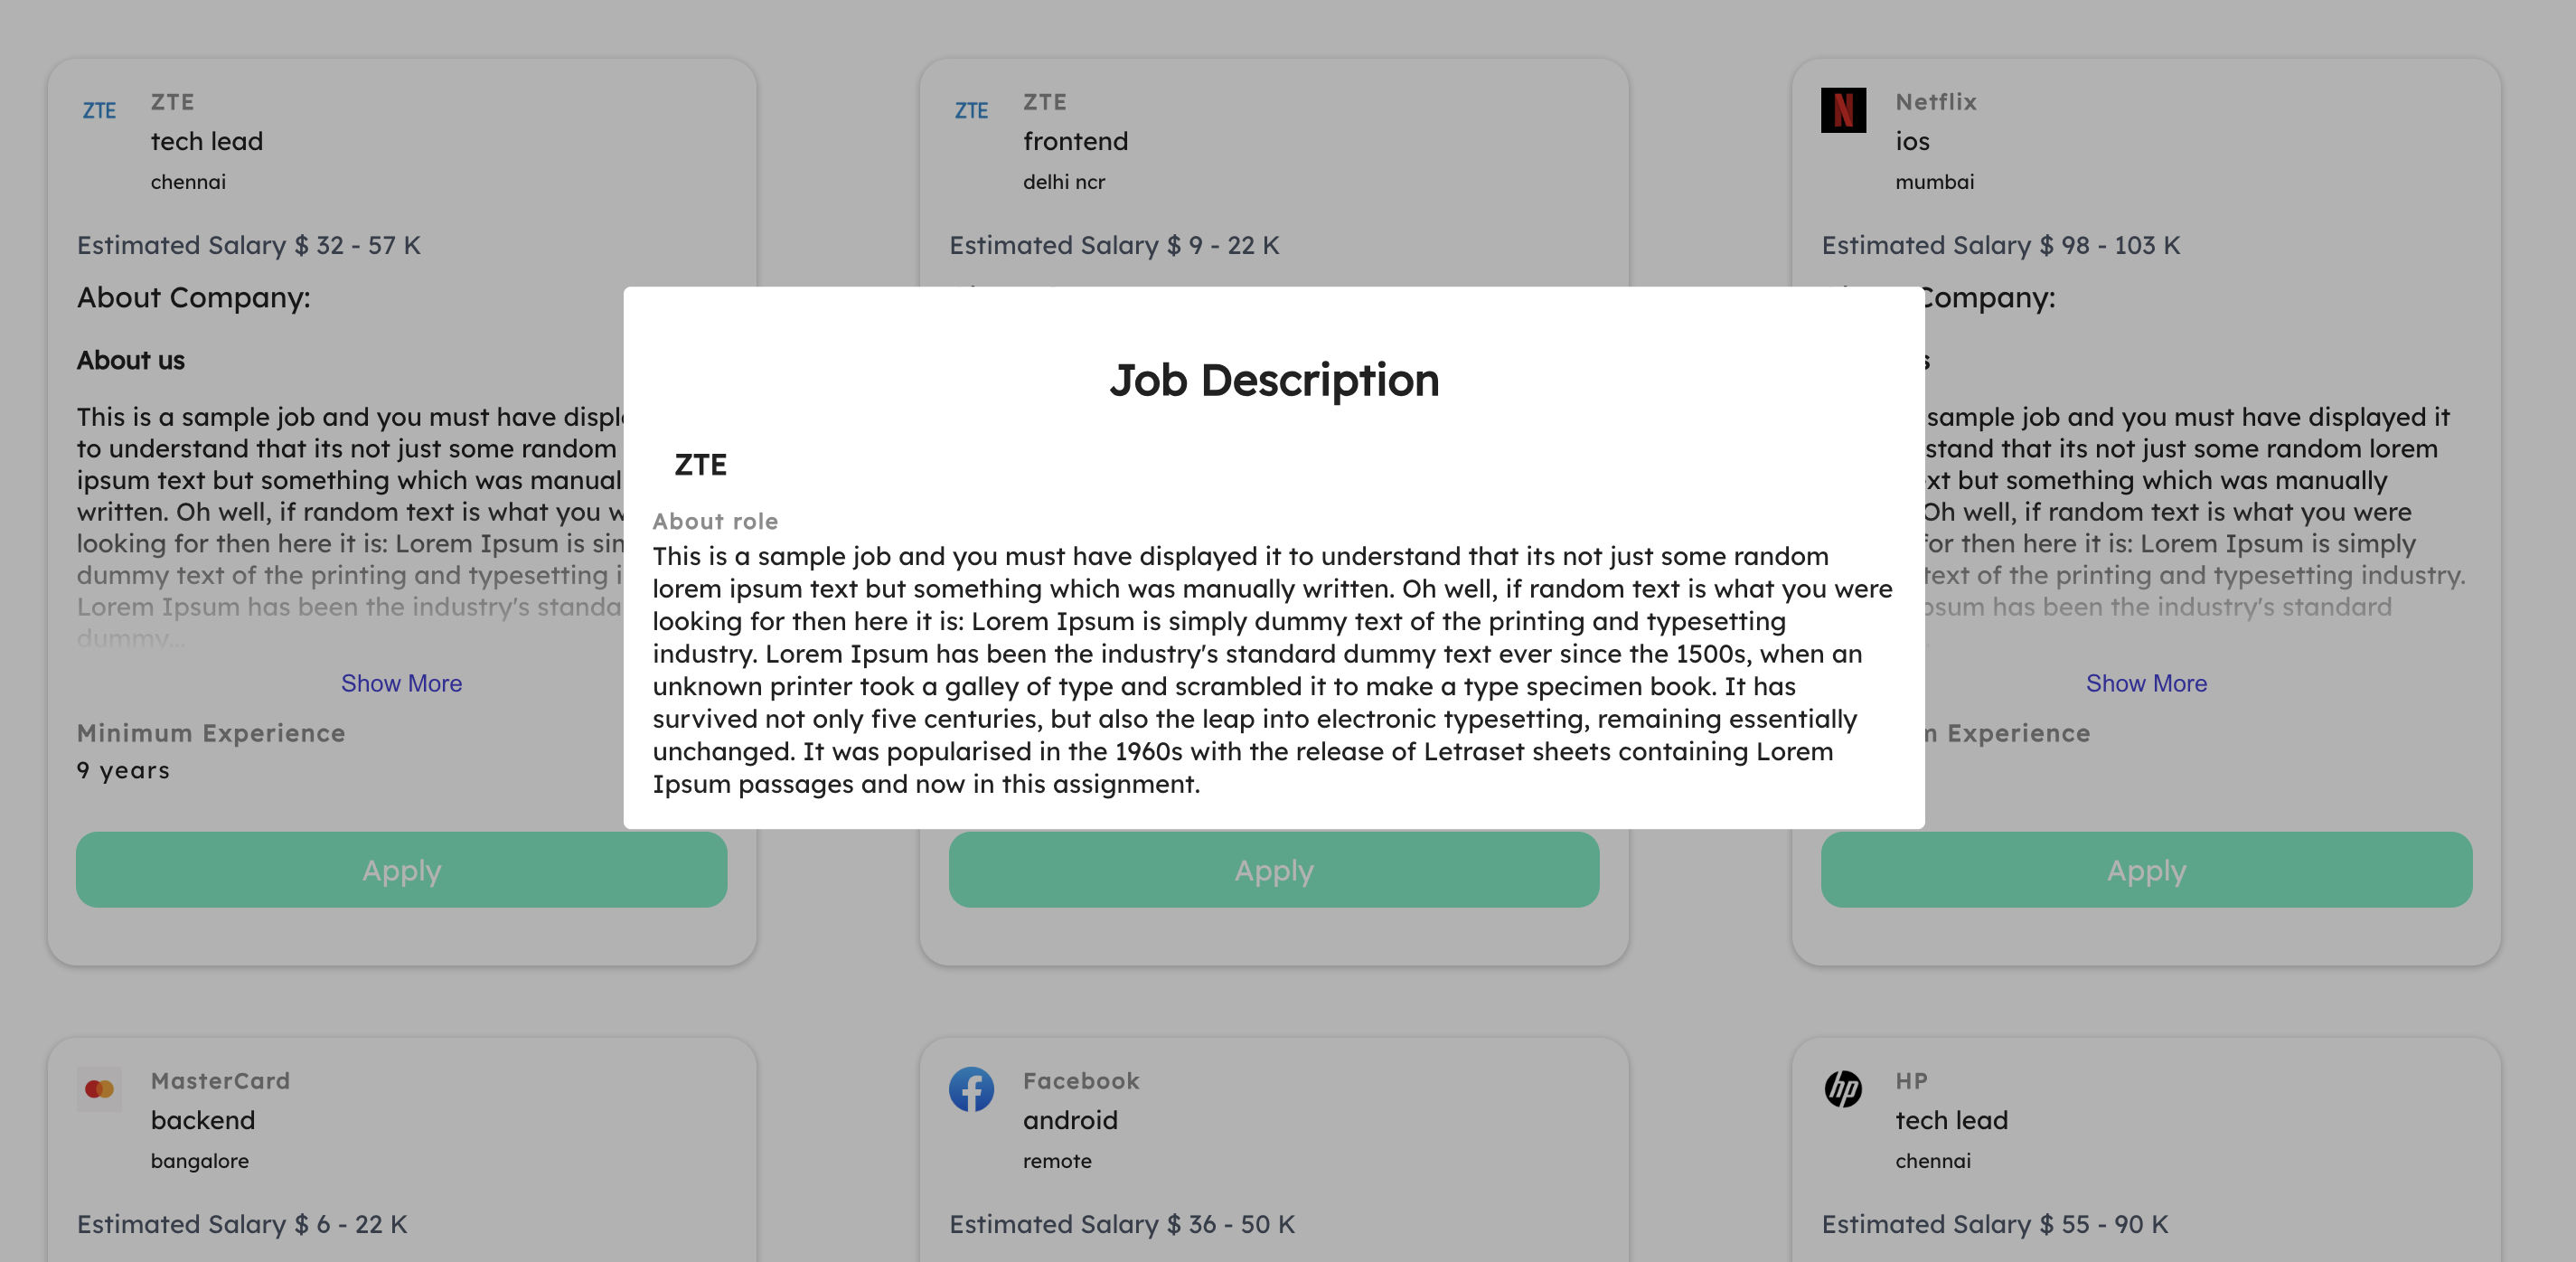 ZTE
ZTE
tech lead
chennai
Estimated Salary $ 32 - 57 K
About Company:
About us
This is a sample job and you must have
to understand that its not just some random
ipsum text but something which was
written. Oh well, if random text is what you
looking for then here it is: Lorem Ipsum is
dummy text of the printing and typesetting
Lorem Ipsum has been the industry's
dummy...
Show More
Minimum Experience
9 years
Apply
ZTE
ZTE
frontend
delhi ncr
Estimated Salary $ 9 - 22 K
Apply
N
Netflix
ios
mumbai
Estimated Salary $ 98 - 103 K
Company:
sample job and you must have displayed it
that its not just some random lorem
but something which was manually
Oh well, if random text is what you were
for then here it is: Lorem Ipsum is simply
text of the printing and typesetting industry.
has been the industry's standard
Show More
Experience
Apply
Job Description
ZTE
About role
This is a sample job and you must have displayed it to understand that its not just some random
lorem ipsum text but something which was manually written. Oh well, if random text is what you were
looking for then here it is: Lorem Ipsum is simply dummy text of the printing and typesetting
industry. Lorem Ipsum has been the industry's standard dummy text ever since the 1500s, when an
unknown printer took a galley of type and scrambled it to make a type specimen book. It has
survived not only five centuries, but also the leap into electronic typesetting, remaining essentially
unchanged. It was popularised in the 1960s with the release of Letraset sheets containing Lorem
Ipsum passages and now in this assignment.
MasterCard
backend
bangalore
Estimated Salary $ 6 - 22 K
f
Facebook
android
remote
Estimated Salary $ 36 - 50 K
hp
HP
tech lead
chennai
Estimated Salary $ 55 - 90 K